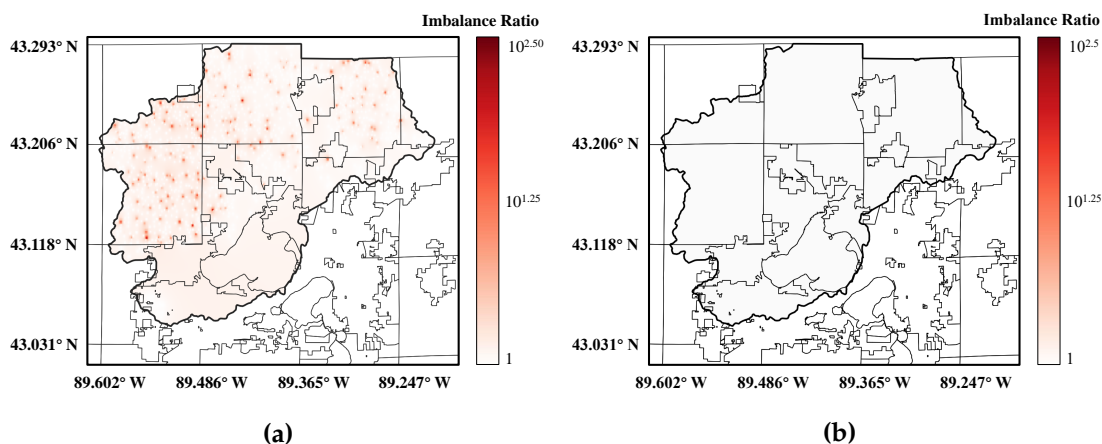 Imbalance Ratio
43.293° N
43.206° N
43.118° N
43.031° N
89.602° W 89.486° W 89.365° W 89.247° W
10^2.50
10^1.25
1
(a)
Imbalance Ratio
43.293° N
43.206° N
43.118° N
43.031° N
89.602° W 89.486° W 89.365° W 89.247° W
10^2.5
10^1.25
1
(b)